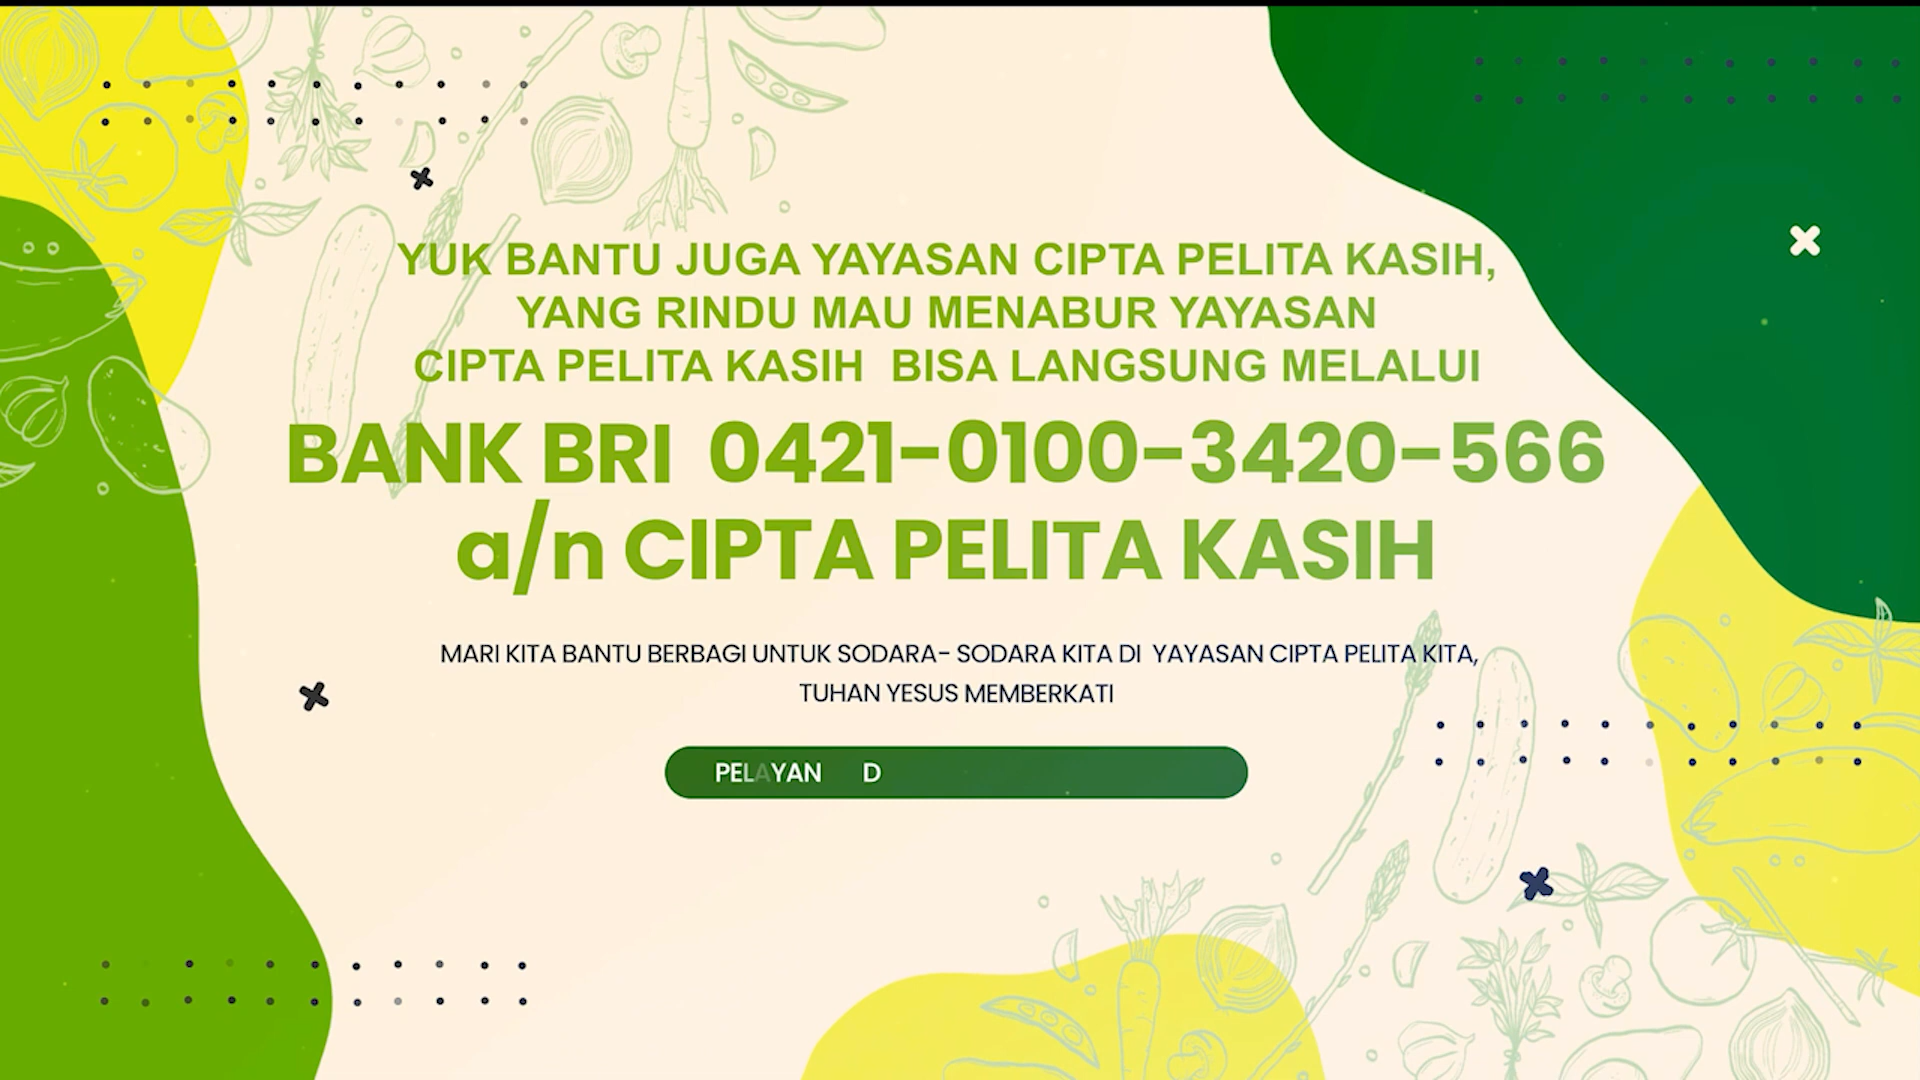 YUK BANTU JUGA YAYASAN CIPTA PELITA KASIH,
YANG RINDU MAU MENABUR YAYASAN
CIPTA PELITA KASIH BISA LANGSUNG MELALUI
BANK BRI 0421-0100-3420-566
a/n CIPTA PELITA KASIH
MARI KITA BANTU BERBAGI UNTUK SODARA- SODARA KITA DI YAYASAN CIPTA PELITA KITA,
TUHAN YESUS MEMBERKATI
PELAYAN D